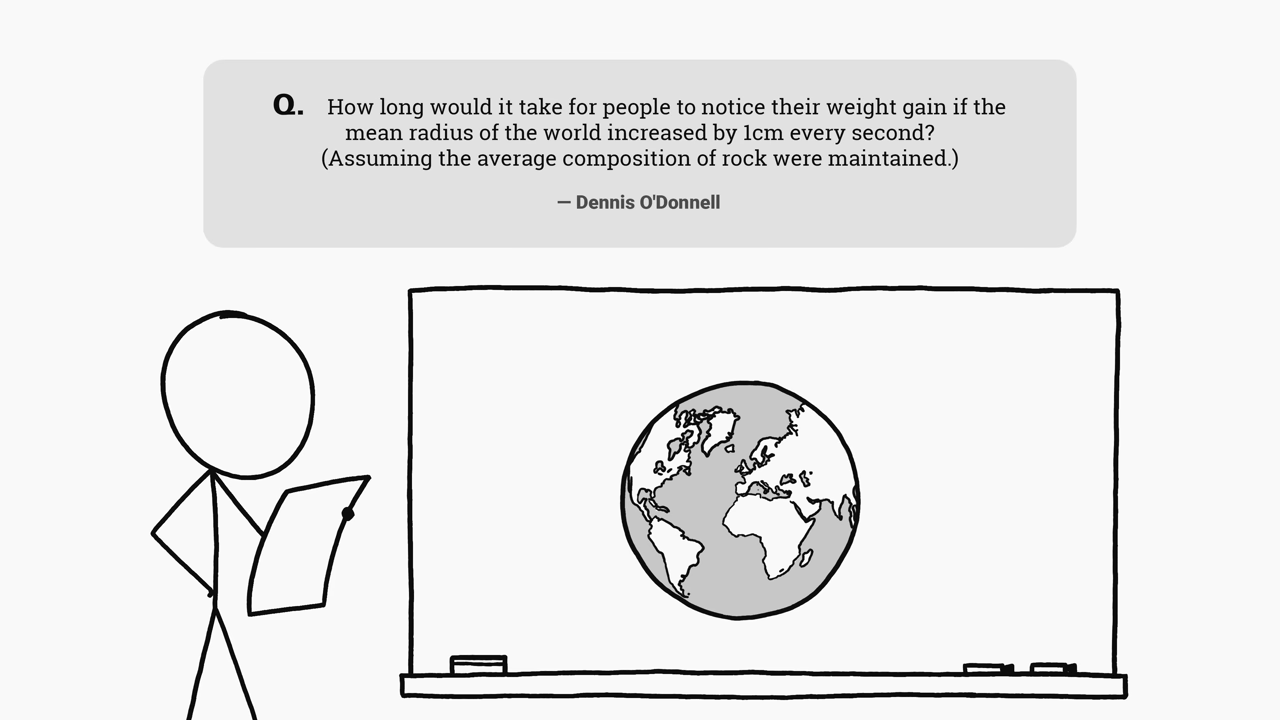 Q. How long would it take for people to notice their weight gain if the
mean radius of the world increased by 1cm every second?
(Assuming the average composition of rock were maintained.)
— Dennis O'Donnell